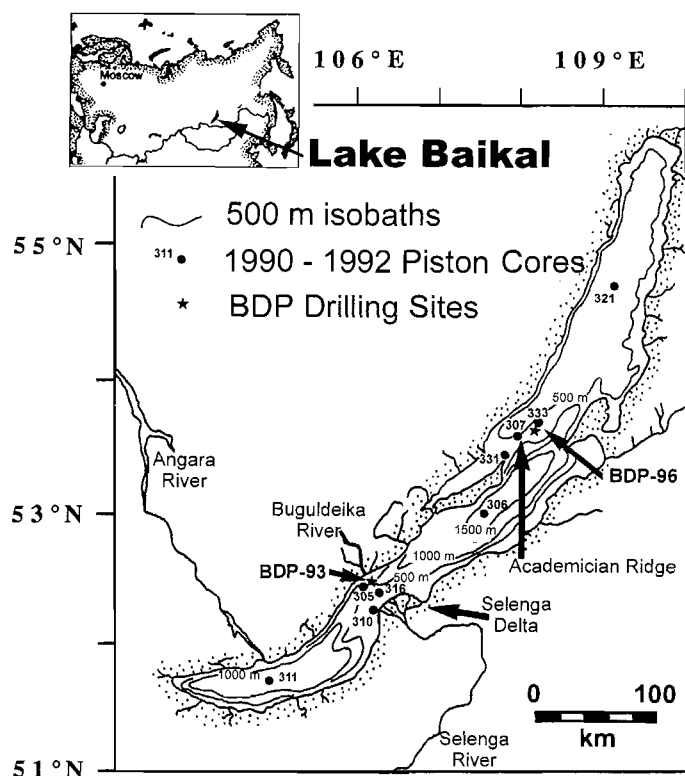 106°E
109°E
Moscow
Lake Baikal
500 m isobaths
55°N
311
1990 - 1992 Piston Cores
BDP Drilling Sites
321
500 m
333
307
Angara
River
331
BDP-96
53°N
306
Buguldeika
River
1500 m
1000 m
Academician Ridge
BDP-93
500 m
305
316
Selenga
Delta
310
1000 m
311
0
100
km
Selenga
River
51°N